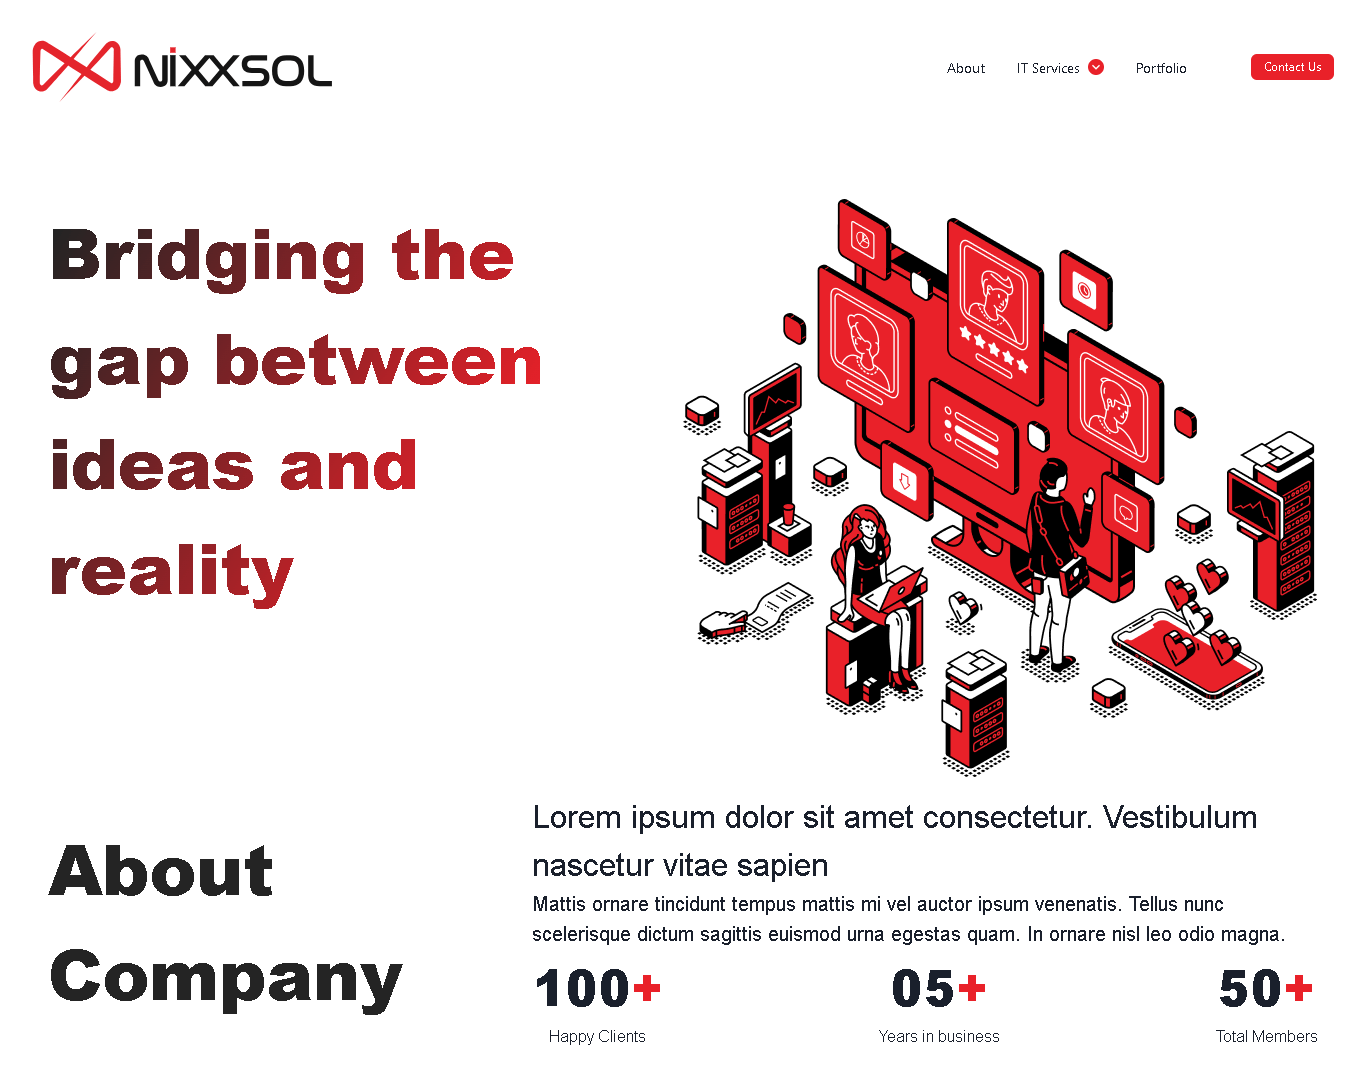 NIXXSOL
About IT Services Portfolio Contact Us
Bridging the
gap between
ideas and
reality
About
Company
Lorem ipsum dolor sit amet consectetur. Vestibulum
nascetur vitae sapien
Mattis ornare tincidunt tempus mattis mi vel auctor ipsum venenatis. Tellus nunc
scelerisque dictum sagittis euismod urna egestas quam. In ornare nisl leo odio magna.
100+ 05+ 50+
Happy Clients Years in business Total Members